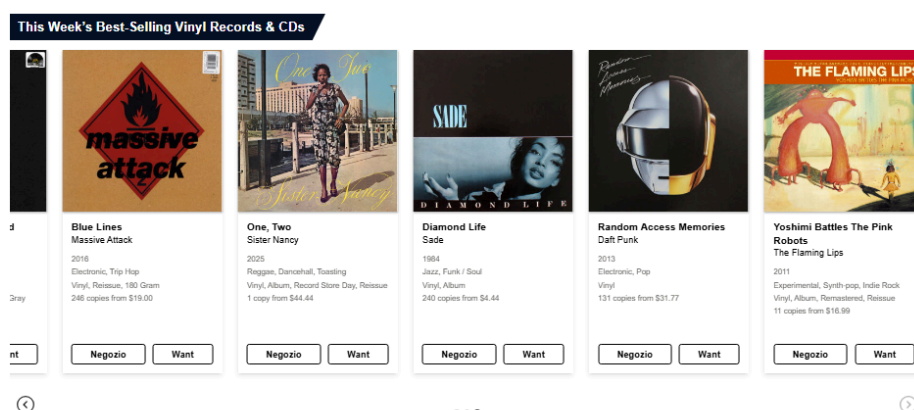 This Week's Best-Selling Vinyl Records & CDs
d
Gray
nt
massive
attack
Blue Lines
Massive Attack
2016
Electronic, Trip Hop
Vinyl, Reissue, 180 Gram
246 copies from $19.00
Negozio
Want
One, Two
Sister Nancy
One, Two
Sister Nancy
2025
Reggae, Dancehall, Toasting
Vinyl, Album, Record Store Day, Reissue
1 copy from $44.44
Negozio
Want
SADE
DIAMOND LIFE
Diamond Life
Sade
1984
Jazz, Funk / Soul
Vinyl, Album
240 copies from $4.44
Negozio
Want
Random
Access
Memories
Random Access Memories
Daft Punk
2013
Electronic, Pop
Vinyl
131 copies from $31.77
Negozio
Want
THE FLAMING LIPS
Yoshimi Battles The Pink
Robots
The Flaming Lips
2011
Experimental, Synth-pop, Indie Rock
Vinyl, Album, Remastered, Reissue
11 copies from $16.99
Negozio
Want